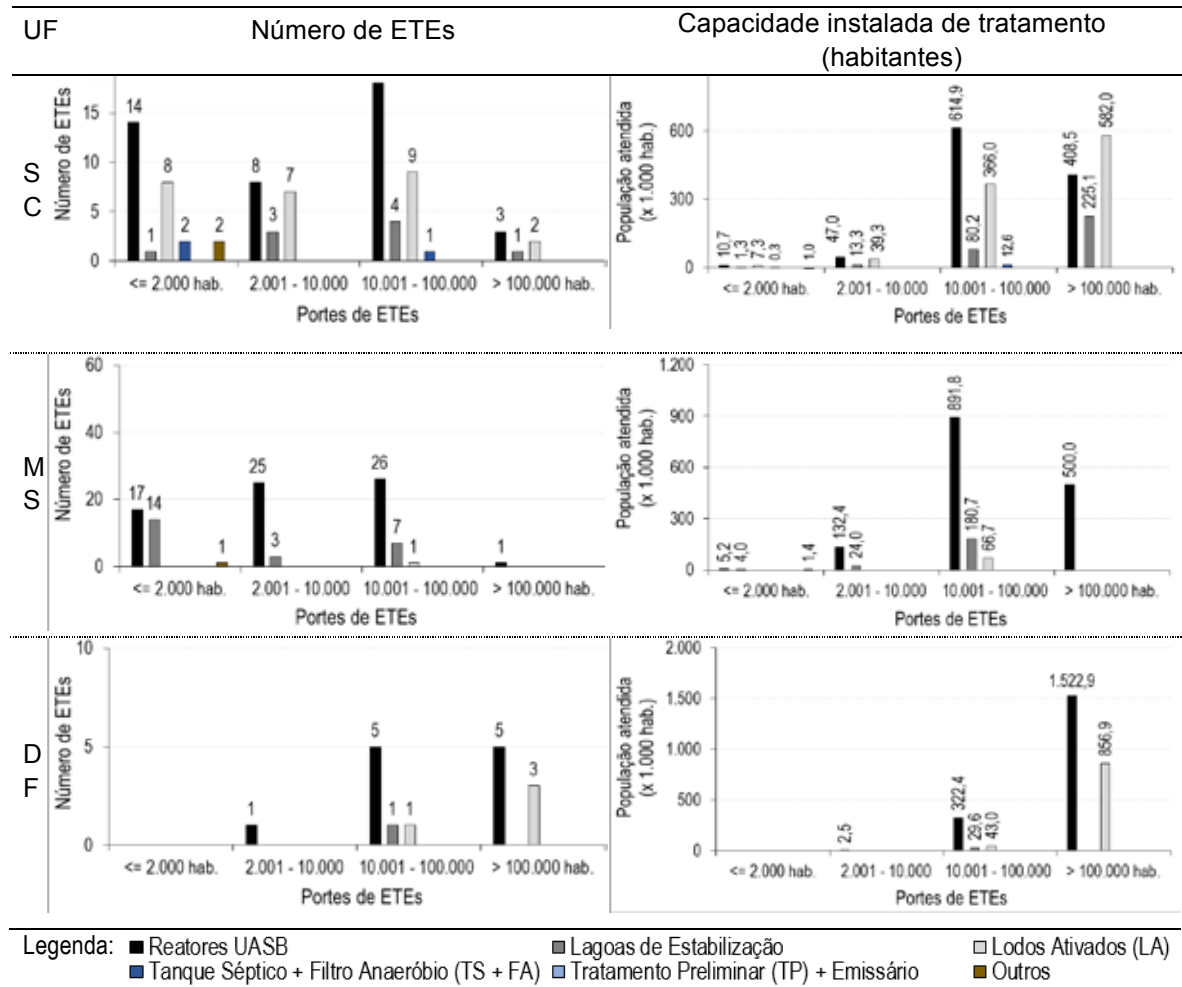 UF Número de ETEs Capacidade instalada de tratamento
(habitantes)
S
C
Número de ETEs
15
10
5
0
14 1 8 2 2
8 3 7
4 9 1
3 1 2
<= 2.000 hab. 2.001 - 10.000 10.001 - 100.000 > 100.000 hab.
Portes de ETEs
População atendida
(x 1.000 hab.)
600
300
0
10,7 1,3 7,3 0,3 1,0
47,0 13,3 39,3
614,9 80,2 366,0 12,6
408,5 225,1 582,0
<= 2.000 hab. 2.001 - 10.000 10.001 - 100.000 > 100.000 hab.
Portes de ETEs
M
S
Número de ETEs
60
40
20
0
17 14 1
25 3
26 7 1
1
<= 2.000 hab. 2.001 - 10.000 10.001 - 100.000 > 100.000 hab.
Portes de ETEs
População atendida
(x 1.000 hab.)
1.200
900
600
300
0
5,2 4,0 1,4
132,4 24,0
891,8 180,7 66,7
500,0
<= 2.000 hab. 2.001 - 10.000 10.001 - 100.000 > 100.000 hab.
Portes de ETEs
D
F
Número de ETEs
10
5
0
1
5 1 1
5 3
<= 2.000 hab. 2.001 - 10.000 10.001 - 100.000 > 100.000 hab.
Portes de ETEs
População atendida
(x 1.000 hab.)
2.000
1.500
1.000
500
0
2,5
322,4 29,6 43,0
1.522,9 856,9
<= 2.000 hab. 2.001 - 10.000 10.001 - 100.000 > 100.000 hab.
Portes de ETEs
Legenda: Reatores UASB Lagoas de Estabilização Lodos Ativados (LA)
Tanque Séptico + Filtro Anaeróbio (TS + FA) Tratamento Preliminar (TP) + Emissário Outros